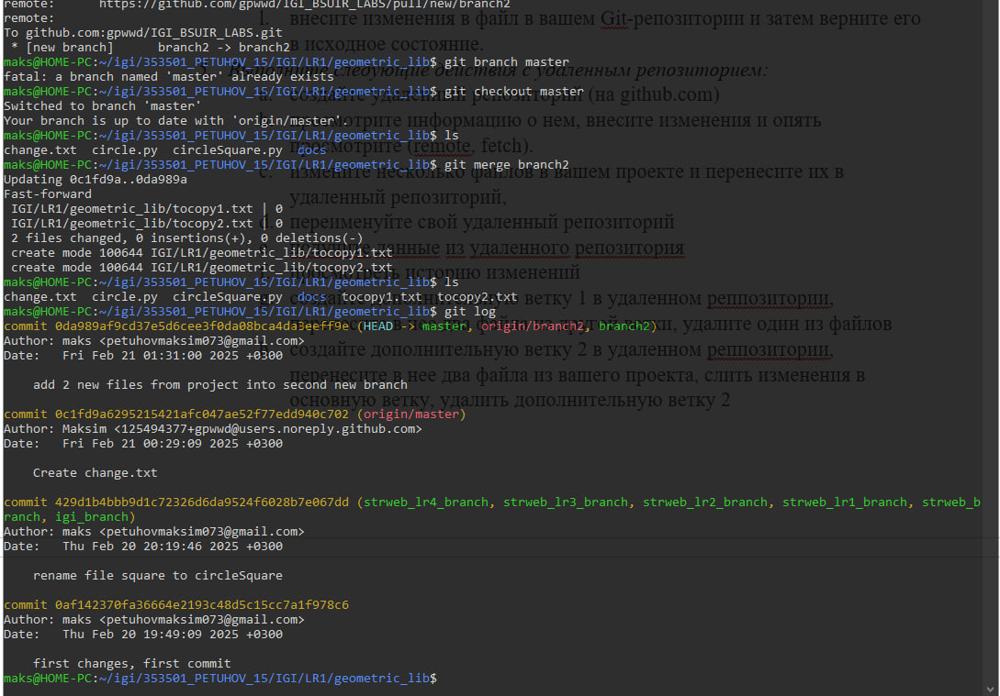 remote:      https://github.com/gpwwd/IGI_BSUIR_LABS/pull/new/branch2
remote:
To github.com:gpwwd/IGI_BSUIR_LABS.git
 * [new branch]      branch2 -> branch2
maks@HOME-PC:~/igi/353501_PETUHOV_15/IGI/LR1/geometric_lib$ git branch master
fatal: a branch named 'master' already exists
maks@HOME-PC:~/igi/353501_PETUHOV_15/IGI/LR1/geometric_lib$ git checkout master
Switched to branch 'master'
Your branch is up to date with 'origin/master'.
maks@HOME-PC:~/igi/353501_PETUHOV_15/IGI/LR1/geometric_lib$ ls
change.txt  circle.py  circleSquare.py  docs
maks@HOME-PC:~/igi/353501_PETUHOV_15/IGI/LR1/geometric_lib$ git merge branch2
Updating 0c1fd9a..0da989a
Fast-forward
 IGI/LR1/geometric_lib/tocopy1.txt | 0
 IGI/LR1/geometric_lib/tocopy2.txt | 0
 2 files changed, 0 insertions(+), 0 deletions(-)
 create mode 100644 IGI/LR1/geometric_lib/tocopy1.txt
 create mode 100644 IGI/LR1/geometric_lib/tocopy2.txt
maks@HOME-PC:~/igi/353501_PETUHOV_15/IGI/LR1/geometric_lib$ ls
change.txt  circle.py  circleSquare.py  docs  tocopy1.txt  tocopy2.txt
maks@HOME-PC:~/igi/353501_PETUHOV_15/IGI/LR1/geometric_lib$ git log
commit 0da989af9cd37e5d6cee3f0da08bca4da3eeff9e (HEAD -> master, origin/branch2, branch2)
Author: maks <petuhovmaksim073@gmail.com>
Date:   Fri Feb 21 01:31:00 2025 +0300
    add 2 new files from project into second new branch
commit 0c1fd9a6295215421afc047ae52f77edd940c702 (origin/master)
Author: Maksim <125494377+gpwwd@users.noreply.github.com>
Date:   Fri Feb 21 00:29:09 2025 +0300
    Create change.txt
commit 429d1b4bbb9d1c72326d6da9524f6028b7e067dd (strweb_lr4_branch, strweb_lr3_branch, strweb_lr2_branch, strweb_lr1_branch, strweb_b
ranch, igi_branch)
Author: maks <petuhovmaksim073@gmail.com>
Date:   Thu Feb 20 20:19:46 2025 +0300
    rename file square to circleSquare
commit 0af142370fa36664e2193c48d5c15cc7a1f978c6
Author: maks <petuhovmaksim073@gmail.com>
Date:   Thu Feb 20 19:49:09 2025 +0300
    first changes, first commit
maks@HOME-PC:~/igi/353501_PETUHOV_15/IGI/LR1/geometric_lib$
l. внесите изменения в файл в вашем Git-репозитории и затем верните его
в исходное состояние.
Выполните следующие действия с удаленным репозиторием:
a. создайте удаленный репозиторий (на github.com)
просмотрите информацию о нем, внесите изменения и опять
просмотрите (remote, fetch).
c. измените несколько файлов в вашем проекте и перенесите их в
удаленный репозиторий,
d. переименуйте свой удаленный репозиторий
получите данные из удаленного репозитория
просмотреть историю изменений
создайте дополнительную ветку 1 в удаленном реппозитории,
файла из другой ветки, удалите один из файлов
создайте дополнительную ветку 2 в удаленном реппозитории,
перенесите в нее два файла из вашего проекта, слить изменения в
основную ветку, удалить дополнительную ветку 2